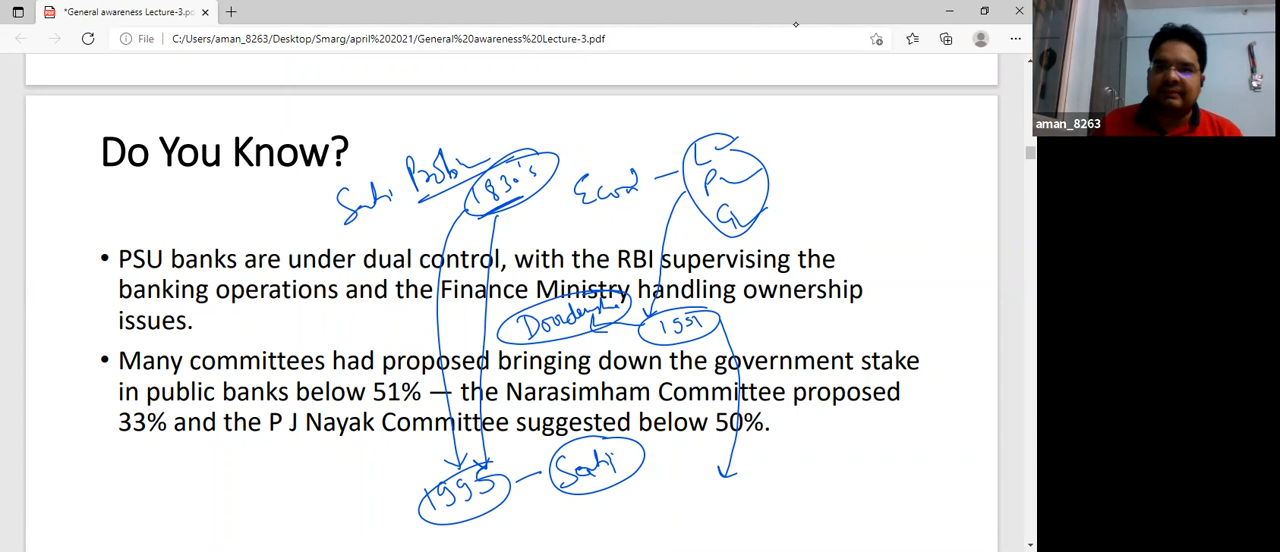 *General awareness Lecture-3.pd
File
C:/Users/aman_8263/Desktop/Smarg/april%202021/General%20awareness%20Lecture-3.pdf
aman_8263
Do You Know?
Sati
1830's
Econ
L
P
G
• PSU banks are under dual control, with the RBI supervising the
banking operations and the Finance Ministry handling ownership
issues.
1991
• Many committees had proposed bringing down the government stake
in public banks below 51% — the Narasimham Committee proposed
33% and the P J Nayak Committee suggested below 50%.
1995
Sati